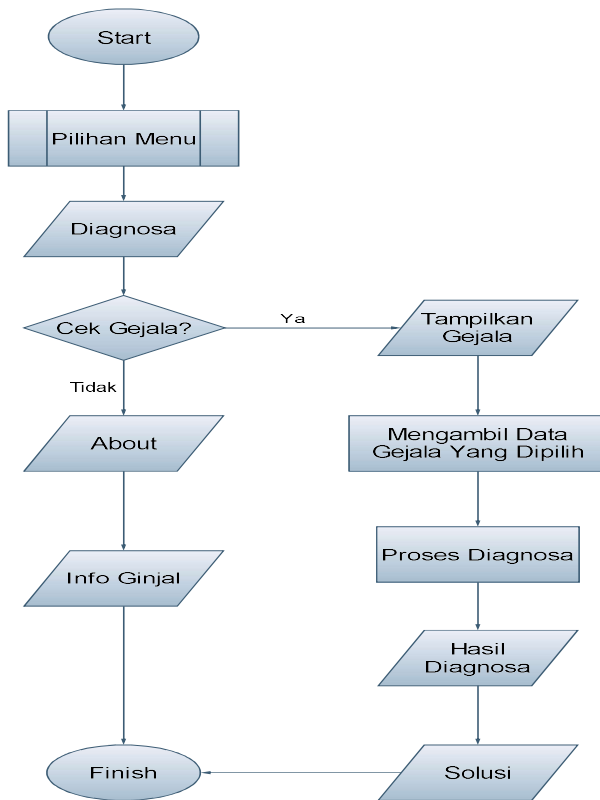 Start
Pilihan Menu
Diagnosa
Cek Gejala?
Ya
Tampilkan
Gejala
Tidak
About
Mengambil Data
Gejala Yang Dipilih
Proses Diagnosa
Info Ginjal
Hasil
Diagnosa
Finish
Solusi